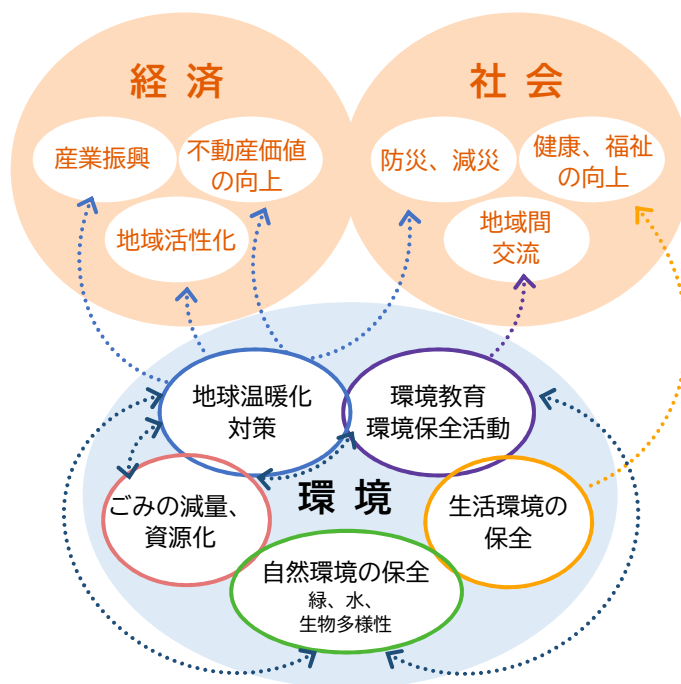 経 済
社 会
産業振興
不動産価値
の向上
地域活性化
防災、減災
健康、福祉
の向上
地域間
交流
地球温暖化
対策
環境教育
環境保全活動
環 境
ごみの減量、
資源化
生活環境の
保全
自然環境の保全
緑、水、
生物多様性